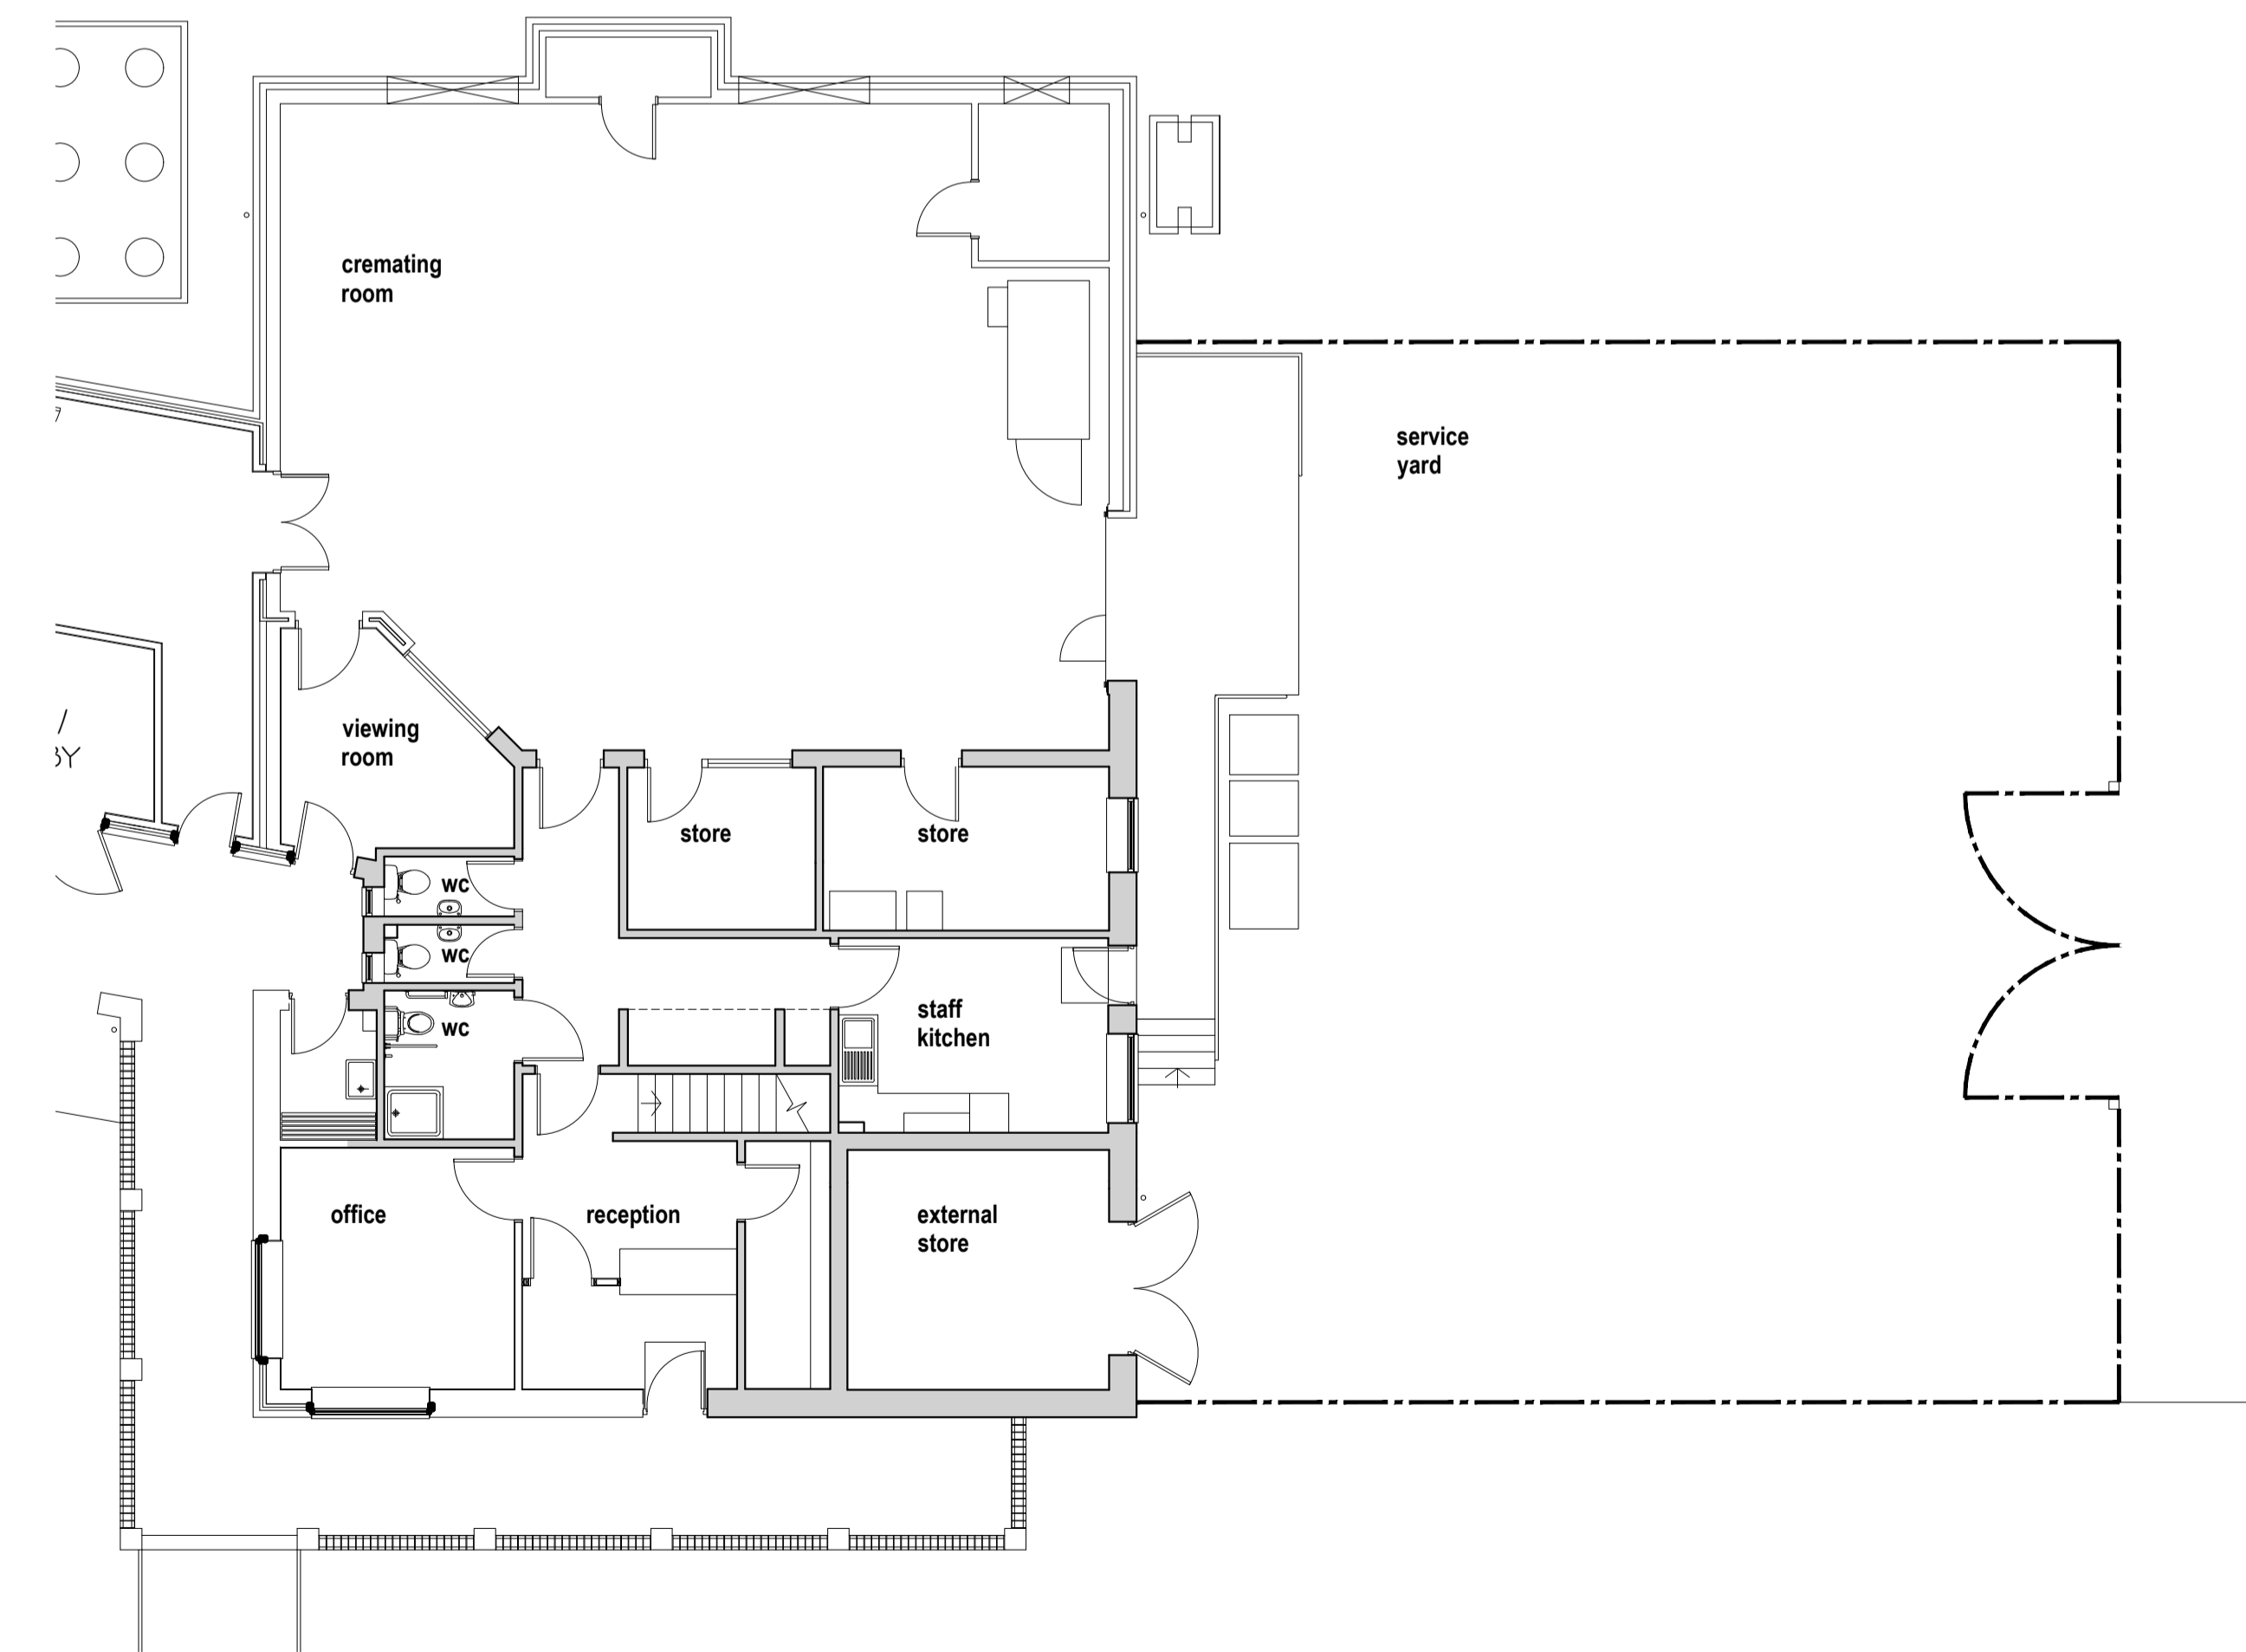 cremating
room
service
yard
viewing
room
store
store
wc
wc
wc
staff
kitchen
office
reception
external
store